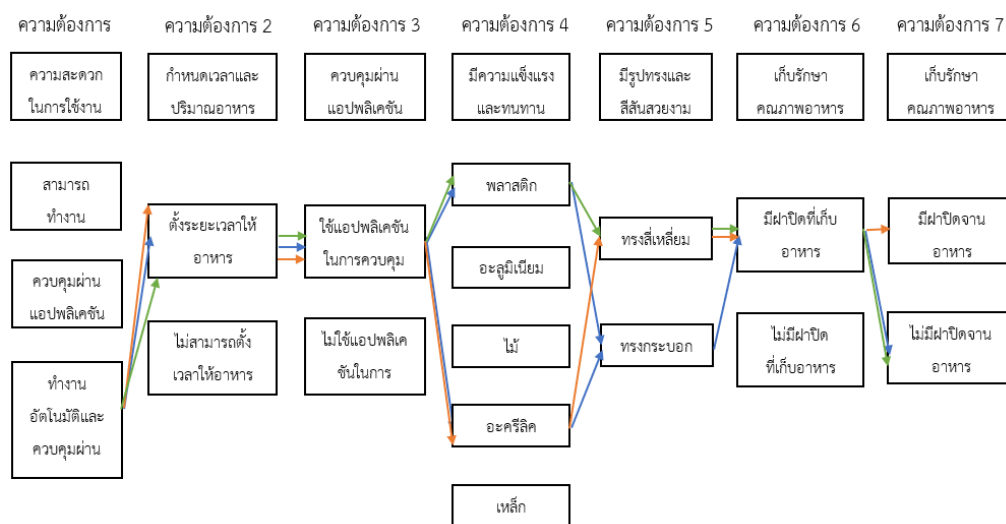 ความต้องการ
ความต้องการ 2
ความต้องการ 3
ความต้องการ 4
ความต้องการ 5
ความต้องการ 6
ความต้องการ 7
ความสะดวก
ในการใช้งาน
กำหนดเวลาและ
ปริมาณอาหาร
ควบคุมผ่าน
แอปพลิเคชัน
มีความแข็งแรง
และทนทาน
มีรูปทรงและ
สีสันสวยงาม
เก็บรักษา
คณภาพอาหาร
เก็บรักษา
คณภาพอาหาร
สามารถ
ทำงาน
ควบคุมผ่าน
แอปพลิเคชัน
ทำงาน
อัตโนมัติและ
ควบคุมผ่าน
ตั้งระยะเวลาให้
อาหาร
ไม่สามารถตั้ง
เวลาให้อาหาร
ใช้แอปพลิเคชัน
ในการควบคุม
ไม่ใช้แอปพลิเค
ชันในการ
พลาสติก
อะลูมิเนียม
ไม้
อะครีลิค
เหล็ก
ทรงสี่เหลี่ยม
ทรงกระบอก
มีฝาปิดที่เก็บ
อาหาร
ไม่มีฝาปิด
ที่เก็บอาหาร
มีฝาปิดจาน
อาหาร
ไม่มีฝาปิดจาน
อาหาร